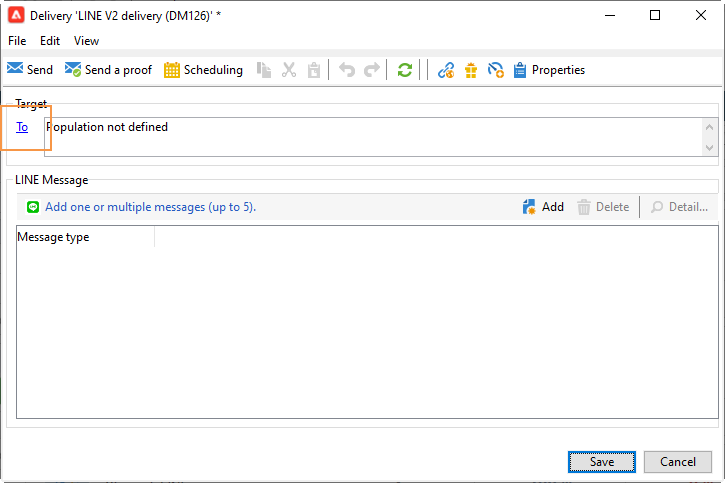 Delivery 'LINE V2 delivery (DM126)' *
File Edit View
Send Send a proof Scheduling Properties
Target
To Population not defined
LINE Message
Add one or multiple messages (up to 5). Add Delete Detail...
Message type
Save Cancel